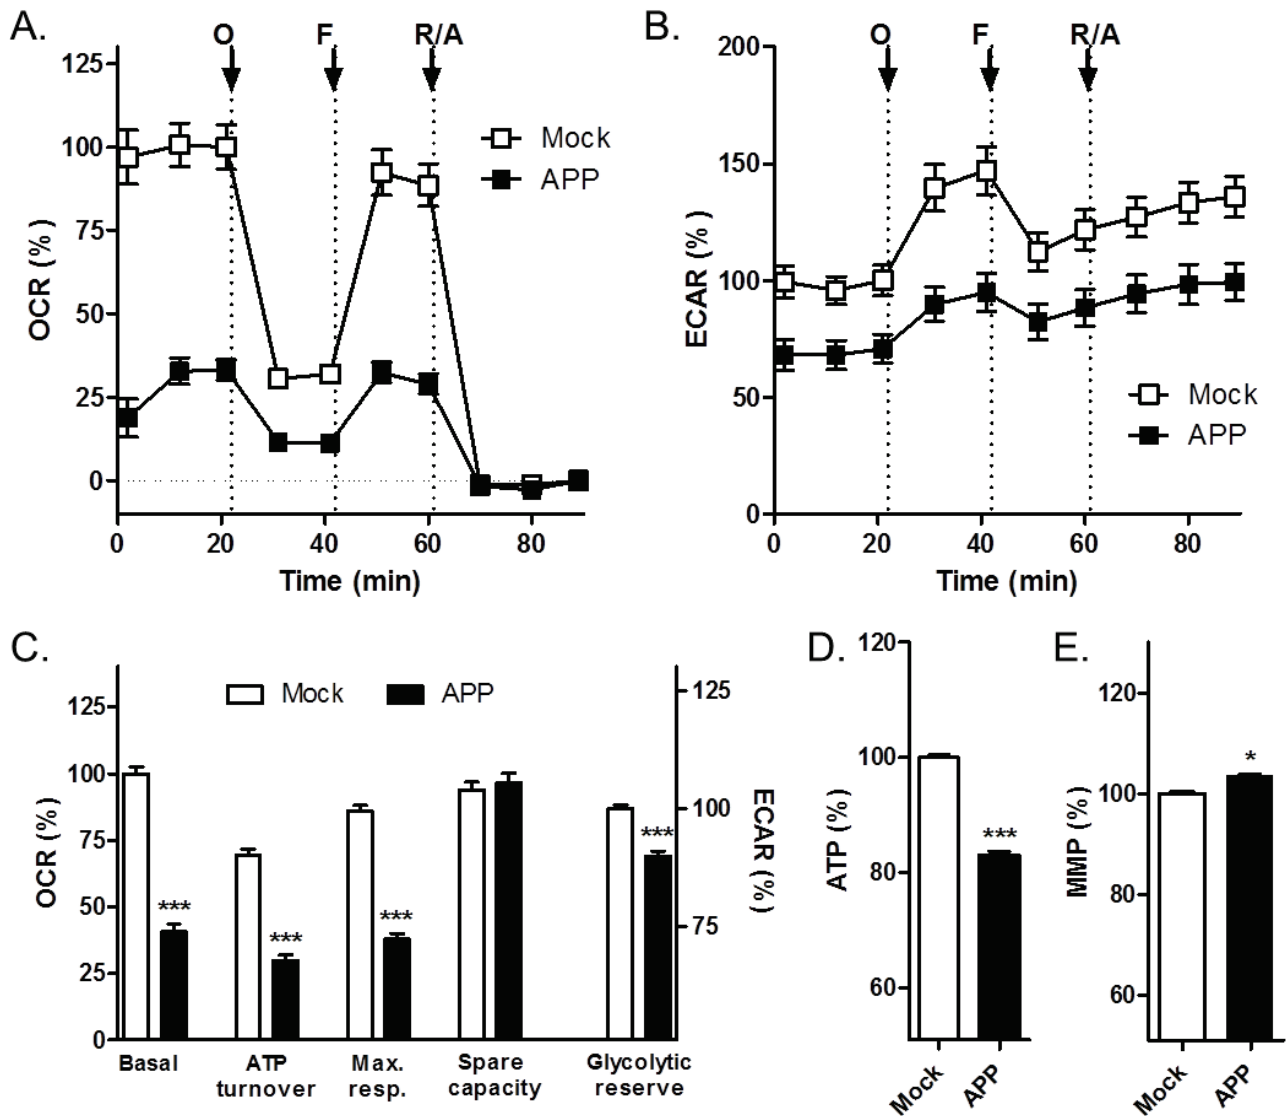 A.
O F R/A
125
100
75
50
25
0
OCR (%)
Mock
APP
0 20 40 60 80
Time (min)
B.
O F R/A
200
150
100
50
0
ECAR (%)
Mock
APP
0 20 40 60 80
Time (min)
C.
Mock APP
125
100
75
50
25
0
OCR (%)
*** *** *** ***
125
100
75
ECAR (%)
Basal ATP turnover Max. resp. Spare capacity Glycolytic reserve
D.
120
100
80
60
ATP (%)
***
Mock APP
E.
120
100
80
60
MMP (%)
*
Mock APP